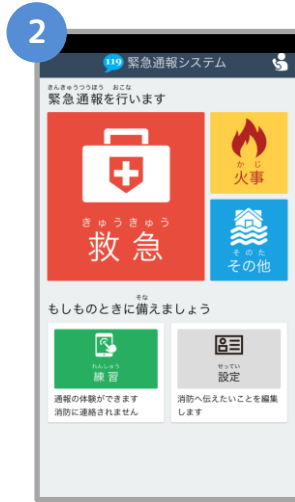 2
119 緊急通報システム
きんきゅうつうほう おこな
緊急通報を行います
きゅうきゅう
救急
かじ
火事
そのた
その他
そな
もしものときに備えましょう
れんしゅう
練習
通報の体験ができます
消防に連絡されません
せってい
設定
消防へ伝えたいことを編集
します